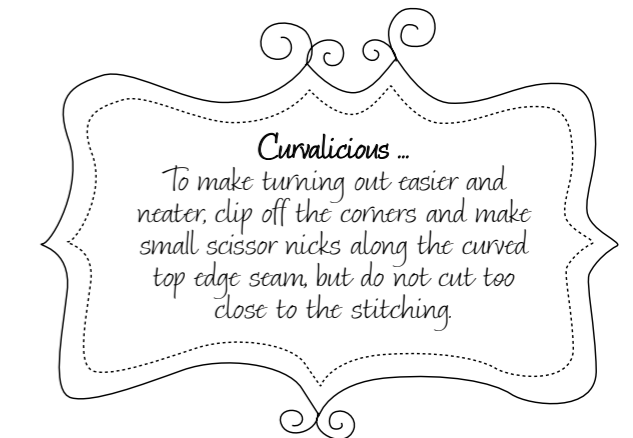 Curvalicious ...
To make turning out easier and
neater, clip off the corners and make
small scissor nicks along the curved
top edge seam, but do not cut too
close to the stitching.